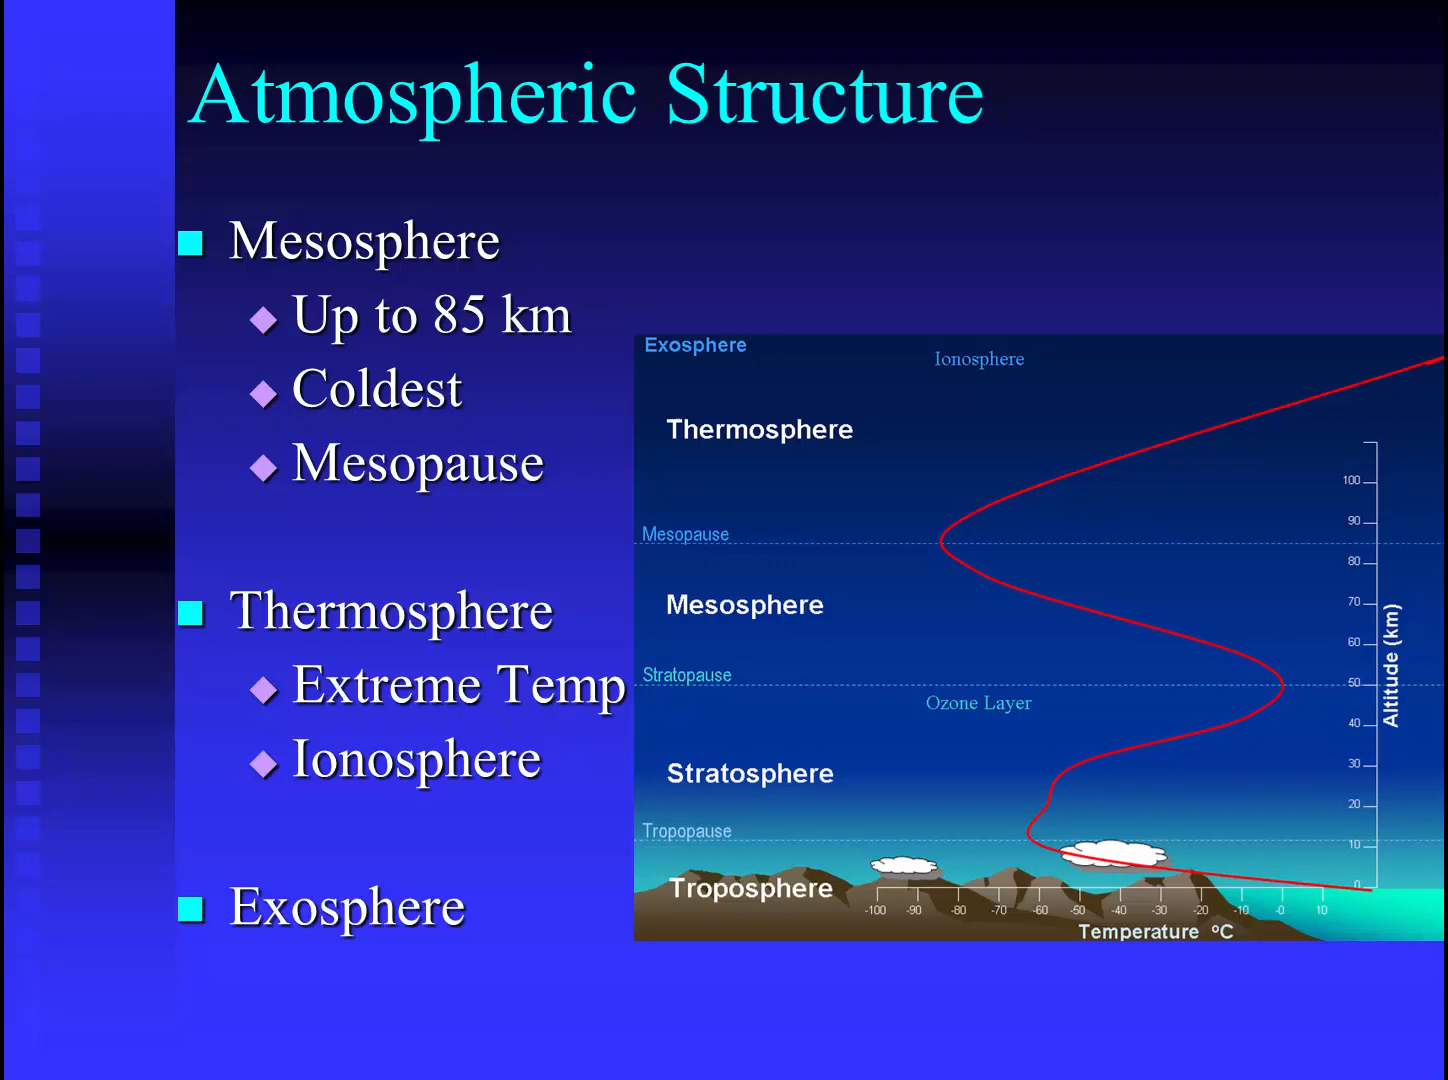 Atmospheric Structure
Mesosphere
Up to 85 km
Coldest
Mesopause
Thermosphere
Extreme Temp
Ionosphere
Exosphere
Exosphere
Ionosphere
Thermosphere
Mesopause
Mesosphere
Stratopause
Ozone Layer
Stratosphere
Tropopause
Troposphere
100
90
80
70
60
50
40
30
20
10
0
Altitude (km)
-100 -90 -80 -70 -60 -50 -40 -30 -20 -10 -0 10
Temperature °C